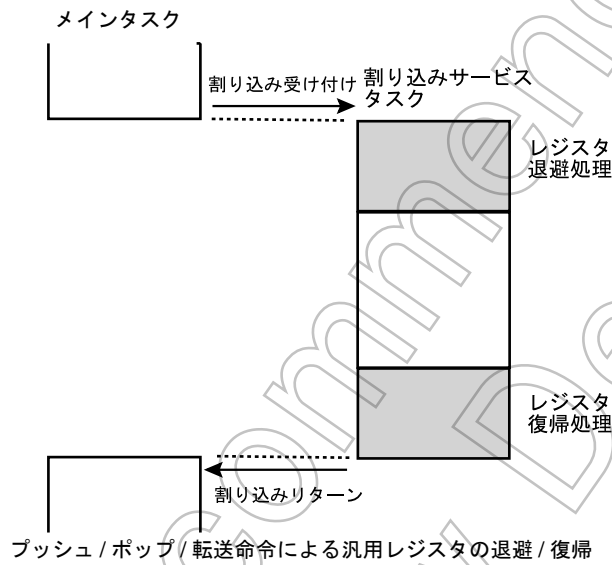 メインタスク
割り込み受け付け
割り込みサービス
タスク
レジスタ
退避処理
レジスタ
復帰処理
割り込みリターン
プッシュ / ポップ / 転送命令による汎用レジスタの退避 / 復帰